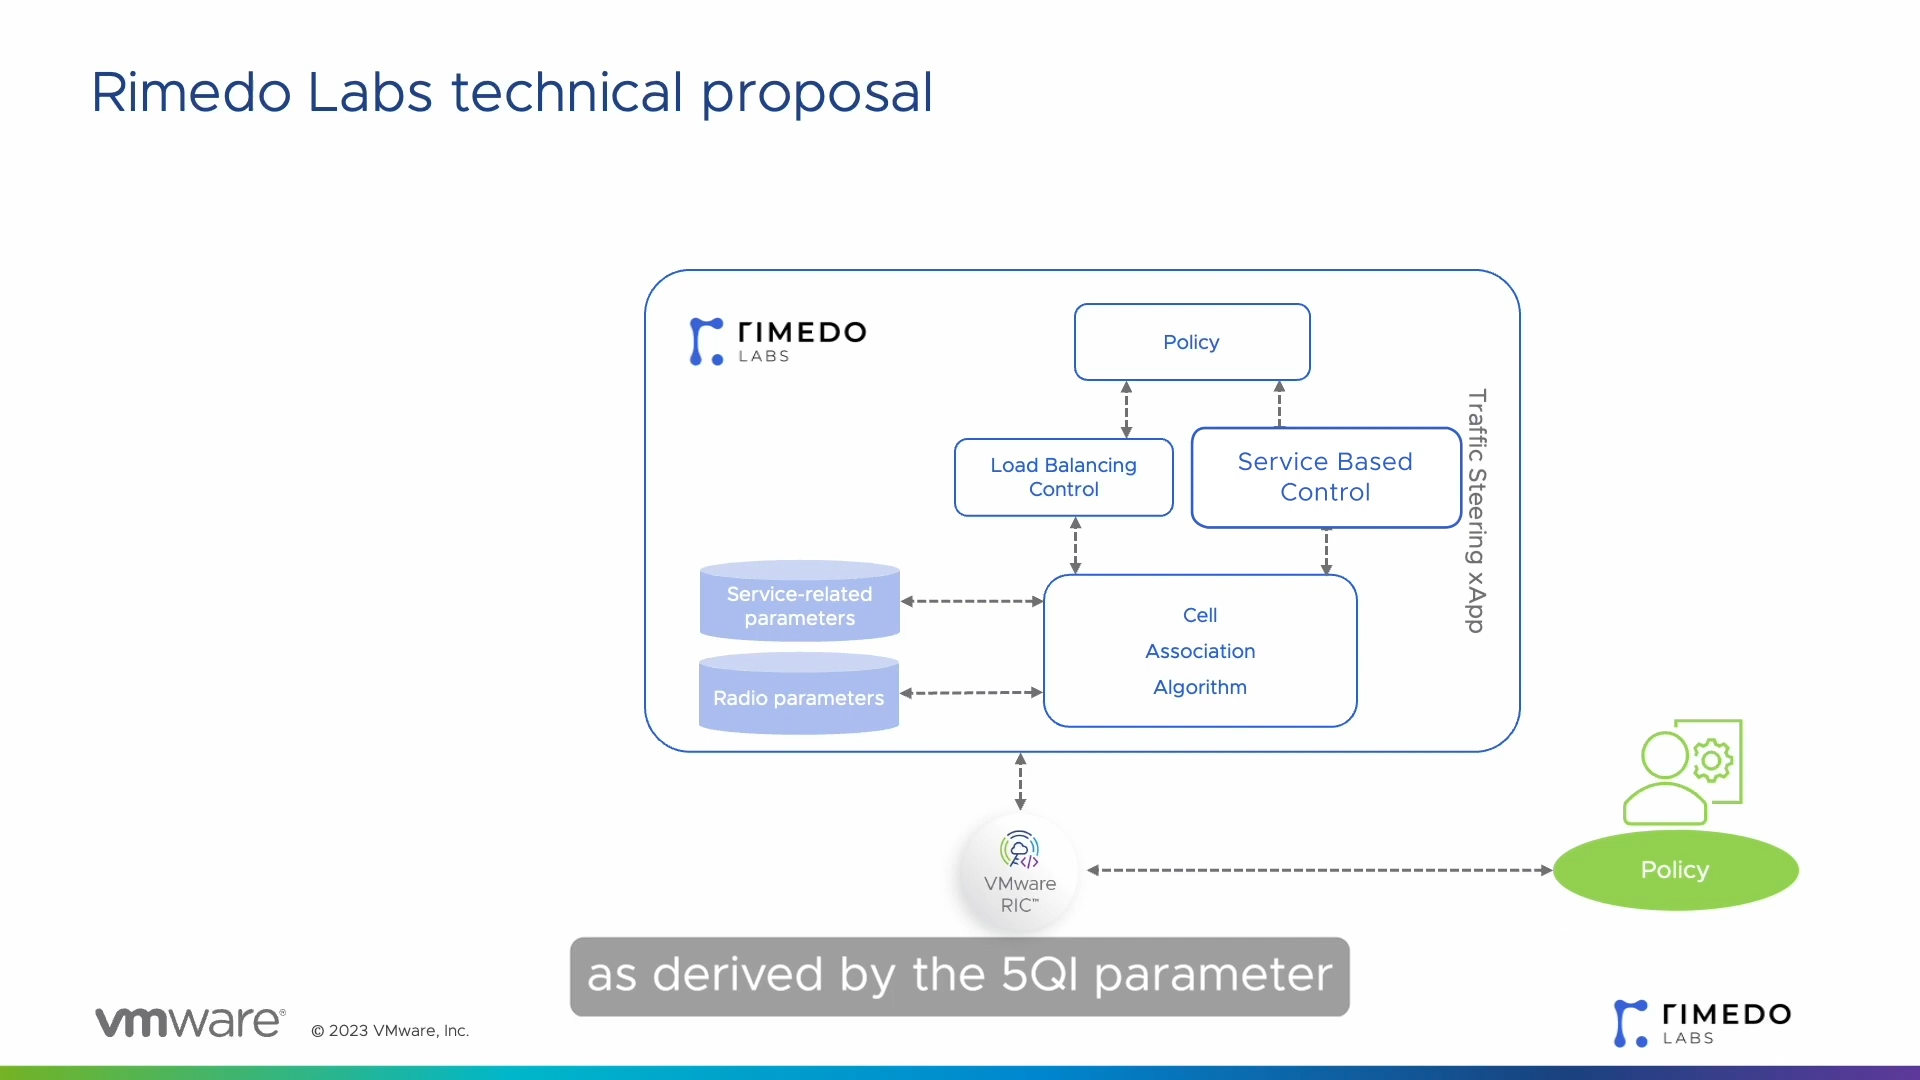 Rimedo Labs technical proposal
rIMEDO
LABS
Policy
Load Balancing
Control
Service Based
Control
Traffic Steering xApp
Service-related
parameters
Radio parameters
Cell
Association
Algorithm
VMware
RIC™
Policy
as derived by the 5QI parameter
vmware®
© 2023 VMware, Inc.
rIMEDO
LABS